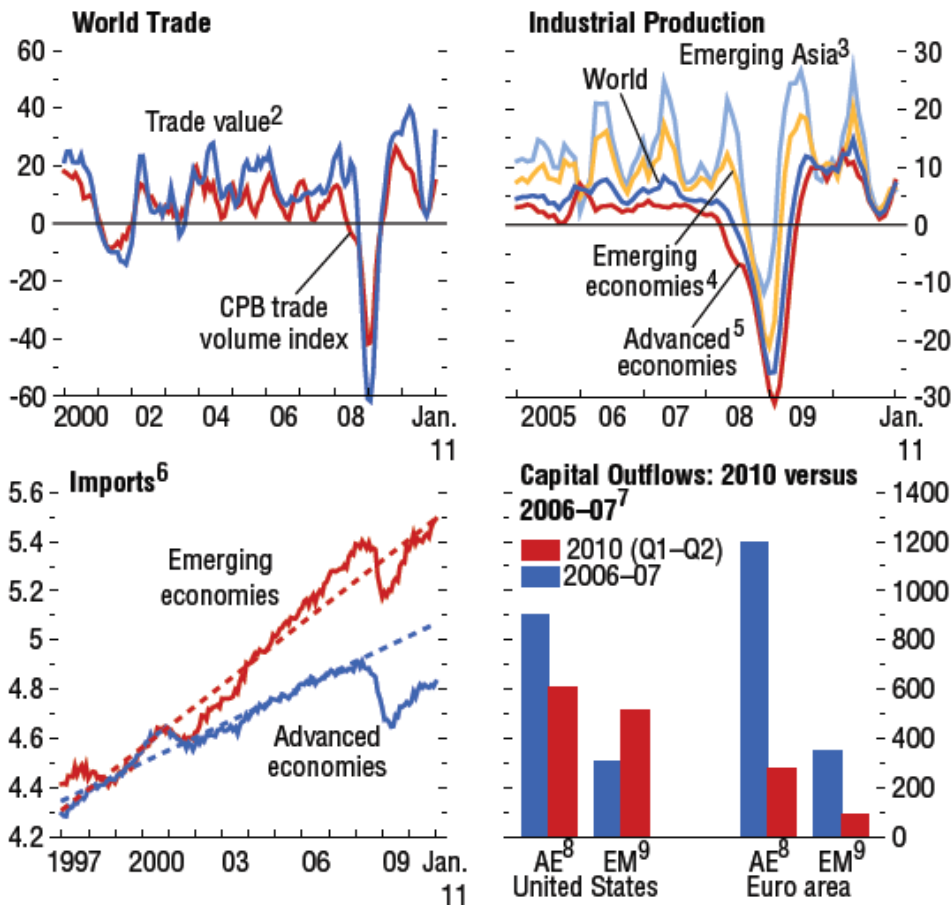 World Trade
60
40
20
0
-20
-40
-60
Trade value2
CPB trade
volume index
2000 02 04 06 08 Jan.
11
Industrial Production
30
20
10
0
-10
-20
-30
Emerging Asia3
World
Emerging
economies4
Advanced5
economies
2005 06 07 08 09 Jan.
11
Imports6
5.6
5.4
5.2
5
4.8
4.6
4.4
4.2
Emerging
economies
Advanced
economies
1997 2000 03 06 09 Jan.
11
Capital Outflows: 2010 versus
2006–077
2010 (Q1–Q2)
2006–07
1400
1200
1000
800
600
400
200
0
AE8 EM9 AE8 EM9
United States Euro area